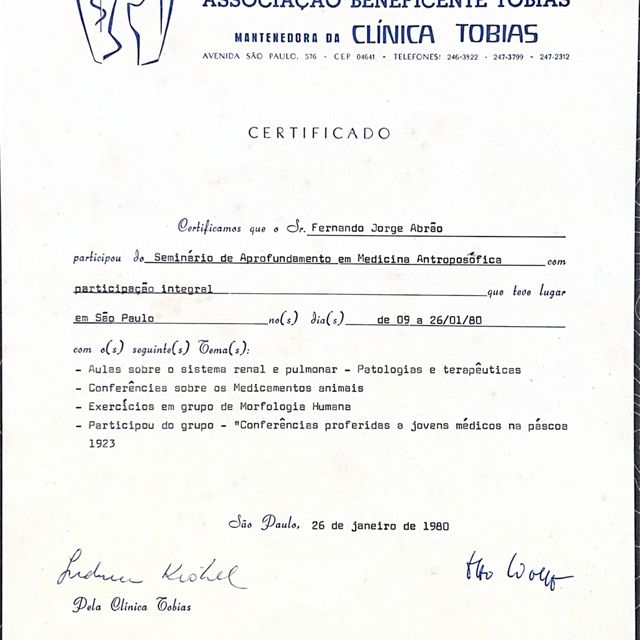 ASSOCIAÇÃO BENEFICENTE TOBIAS
MANTENEDORA DA CLÍNICA TOBIAS
AVENIDA SÃO PAULO, 576 - CEP 04641 - TELEFONES: 246-3522 - 247-3799 - 247-2312
CERTIFICADO
Certificamos que o Sr. Fernando Jorge Abrão
participou do Seminário de Aprofundamento em Medicina Antroposófica com
participação integral que teve lugar
em São Paulo no(s) dia(s) de 09 a 26/01/80
com o(s) seguinte(s) Tema(s):
- Aulas sobre o sistema renal e pulmonar - Patologias e terapêuticas
- Conferências sobre os Medicamentos animais
- Exercícios em grupo de Morfologia Humana
- Participou do grupo - "Conferências proferidas a jovens médicos na páscoa
1923
São Paulo, 26 de janeiro de 1980
Otto Wolff
Pela Clínica Tobias